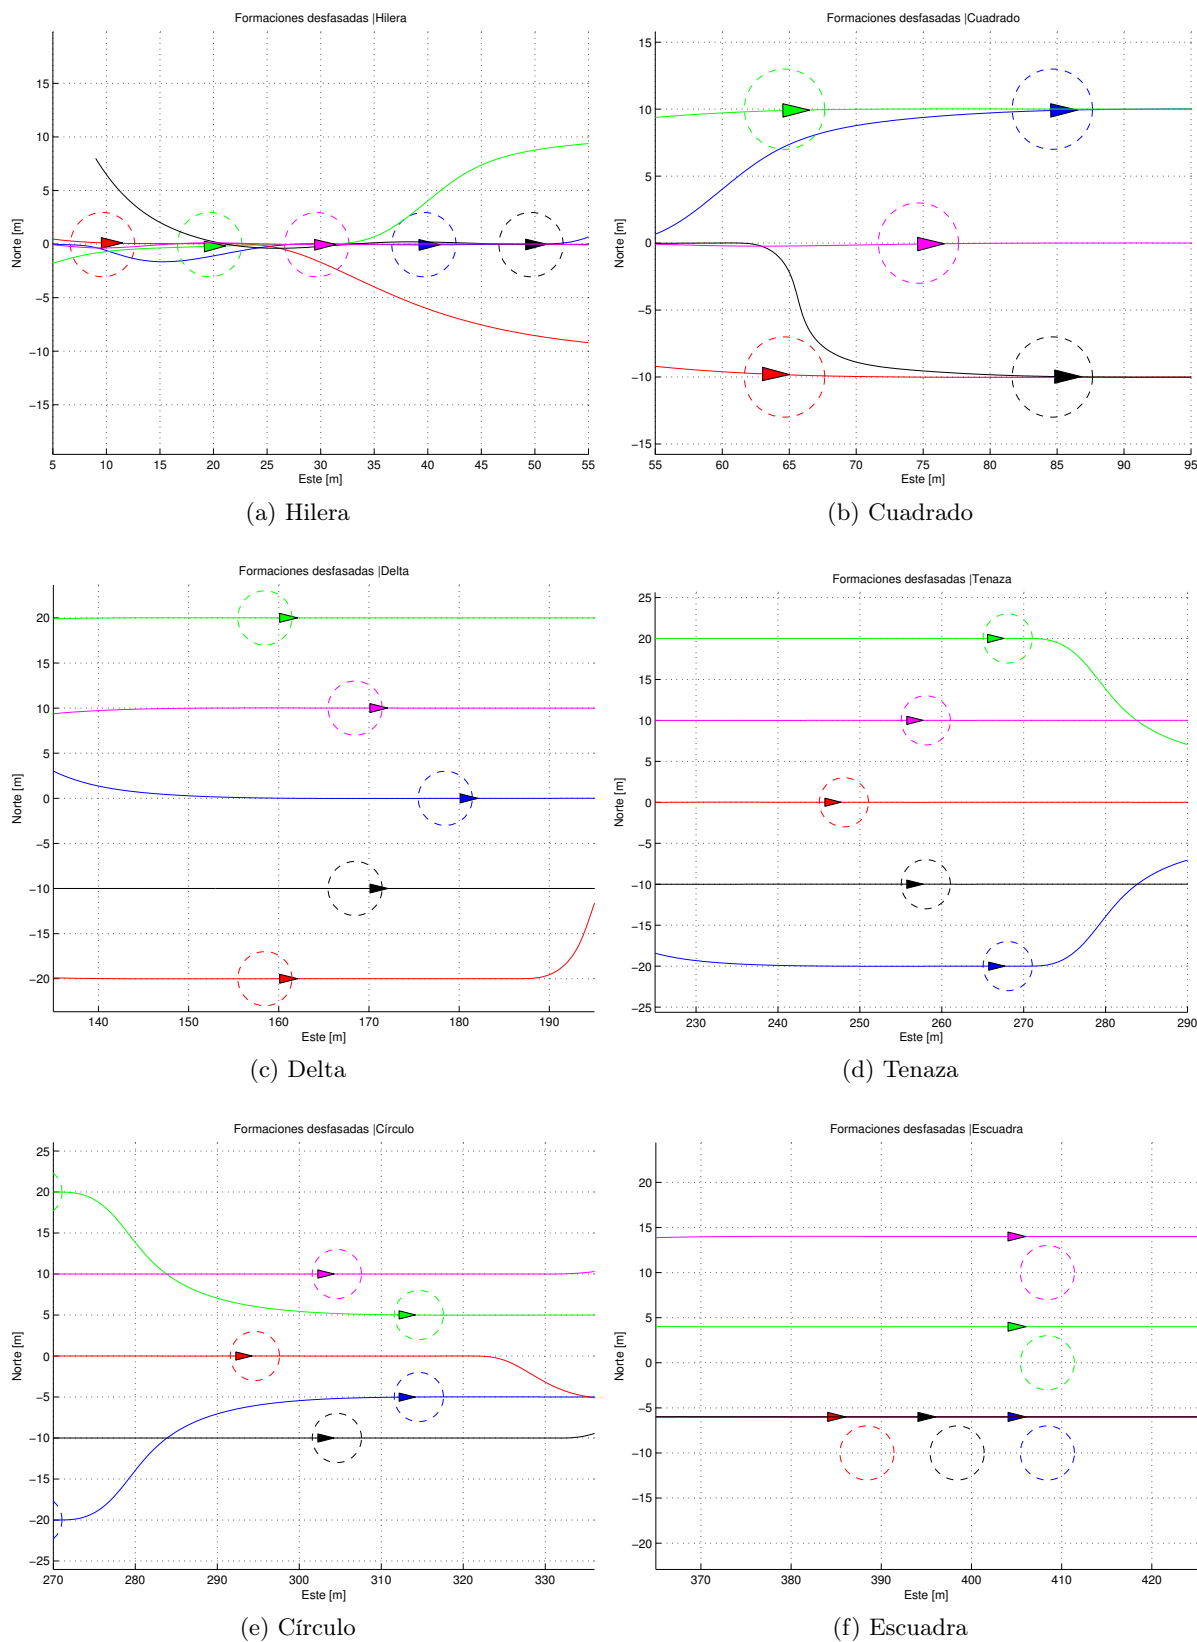 Formaciones desfasadas |Hilera
15
10
5
0
−5
−10
−15
Norte [m]
5 10 15 20 25 30 35 40 45 50 55
Este [m]
(a) Hilera
Formaciones desfasadas |Cuadrado
15
10
5
0
−5
−10
−15
Norte [m]
55 60 65 70 75 80 85 90 95
Este [m]
(b) Cuadrado
Formaciones desfasadas |Delta
20
15
10
5
0
−5
−10
−15
−20
Norte [m]
140 150 160 170 180 190
Este [m]
(c) Delta
Formaciones desfasadas |Tenaza
25
20
15
10
5
0
−5
−10
−15
−20
−25
Norte [m]
230 240 250 260 270 280 290
Este [m]
(d) Tenaza
Formaciones desfasadas |Círculo
25
20
15
10
5
0
−5
−10
−15
−20
−25
Norte [m]
270 280 290 300 310 320 330
Este [m]
(e) Círculo
Formaciones desfasadas |Escuadra
20
15
10
5
0
−5
−10
−15
−20
Norte [m]
370 380 390 400 410 420
Este [m]
(f) Escuadra